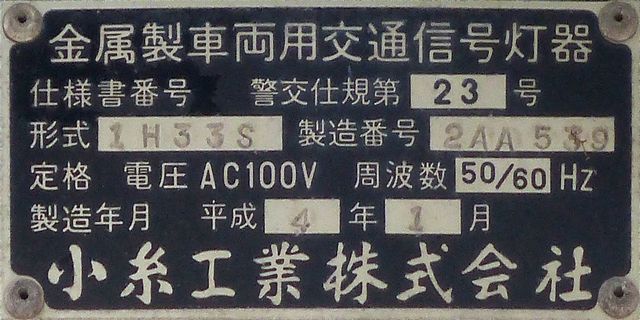 金属製車両用交通信号灯器
仕様書番号 警交仕規第 23 号
形式 1H33S 製造番号 2AA539
定格 電圧 AC100V 周波数 50/60 Hz
製造年月 平成 4 年 1 月
小糸工業株式会社